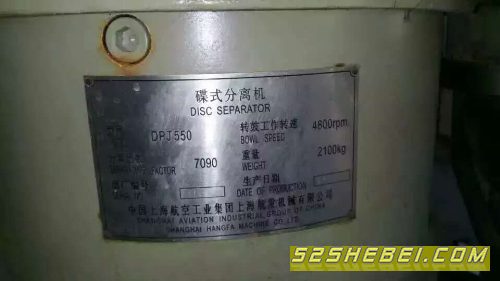 碟式分离机
DISC SEPARATOR
DPJ550 转鼓工作转速 4800rpm
BOWL SPEED
7090 重量 2100kg
FACTOR WEIGHT
生产日期
DATE OF PRODUCTION
中国上海航空工业集团上海航发机械有限公司
SHANGHAI AVIATION INDUSTRIAL GROUP OF CHINA
SHANGHAI HANGFA MACHINE CO.LTD.
52SHEBEI.COM